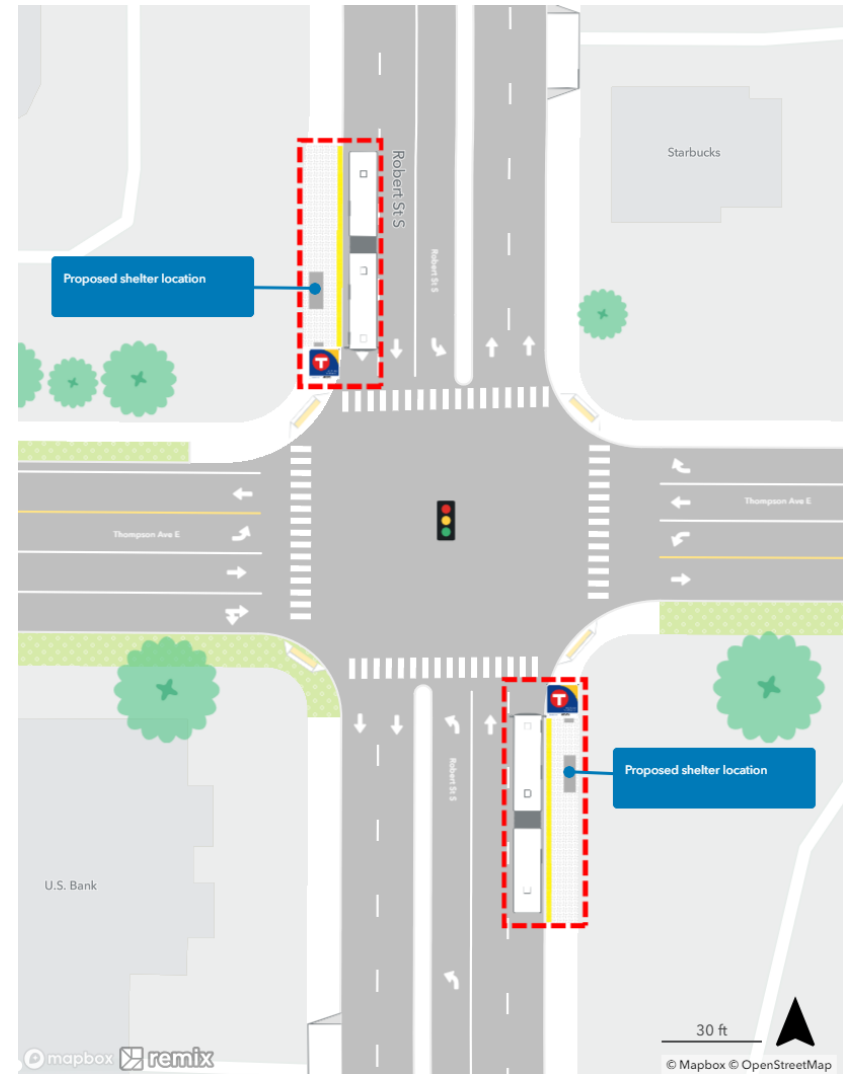 Starbucks
Robert St S
Robert St S
Proposed shelter location
T
Thompson Ave E
Thompson Ave E
T
Robert St S
Proposed shelter location
U.S. Bank
30 ft
mapbox remix
© Mapbox © OpenStreetMap